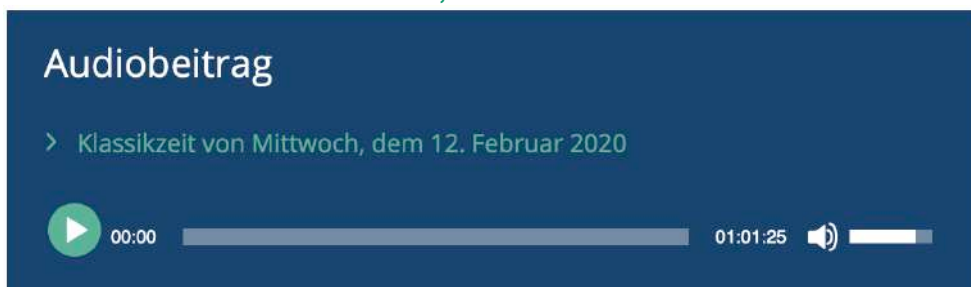 Audiobeitrag
> Klassikzeit von Mittwoch, dem 12. Februar 2020
00:00 01:01:25